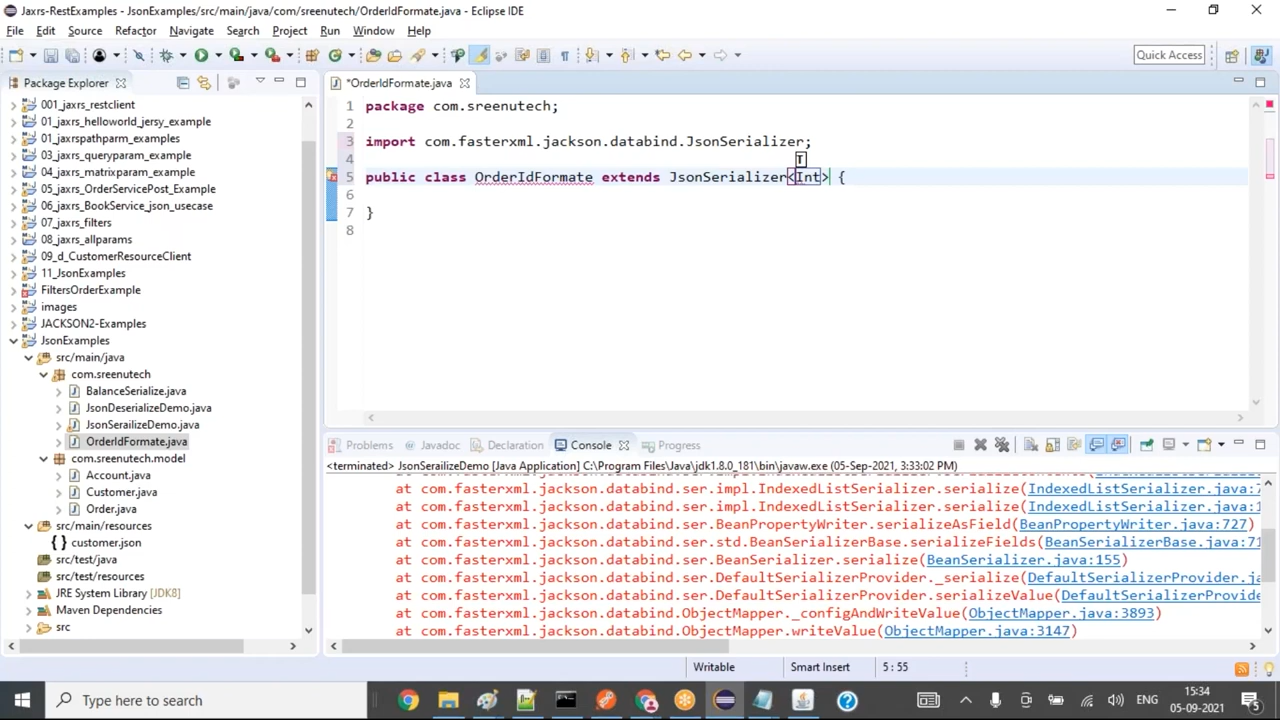 Jaxrs-RestExamples - JsonExamples/src/main/java/com/sreenutech/OrderIdFormate.java - Eclipse IDE
File Edit Source Refactor Navigate Search Project Run Window Help
Quick Access
Package Explorer
001_jaxrs_restclient
01_jaxrs_helloworld_jersy_example
01_jaxrspathparm_examples
03_jaxrs_queryparam_example
04_jaxrs_matrixparam_example
05_jaxrs_OrderServicePost_Example
06_jaxrs_BookService_json_usecase
07_jaxrs_filters
08_jaxrs_allparams
09_d_CustomerResourceClient
11_JsonExamples
FiltersOrderExample
images
JACKSON2-Examples
JsonExamples
src/main/java
com.sreenutech
BalanceSerialize.java
JsonDeserializeDemo.java
JsonSerailizeDemo.java
OrderIdFormate.java
com.sreenutech.model
Account.java
Customer.java
Order.java
src/main/resources
customer.json
src/test/java
src/test/resources
JRE System Library [JDK8]
Maven Dependencies
src
*OrderIdFormate.java
1 package com.sreenutech;
2
3 import com.fasterxml.jackson.databind.JsonSerializer;
4
5 public class OrderIdFormate extends JsonSerializer<Int> {
6
7 }
8
T
Problems Javadoc Declaration Console Progress
<terminated> JsonSerailizeDemo [Java Application] C:\Program Files\Java\jdk1.8.0_181\bin\javaw.exe (05-Sep-2021, 3:33:02 PM)
at com.fasterxml.jackson.databind.ser.impl.IndexedListSerializer.serialize(IndexedListSerializer.java:7
at com.fasterxml.jackson.databind.ser.impl.IndexedListSerializer.serialize(IndexedListSerializer.java:1
at com.fasterxml.jackson.databind.ser.BeanPropertyWriter.serializeAsField(BeanPropertyWriter.java:727)
at com.fasterxml.jackson.databind.ser.std.BeanSerializerBase.serializeFields(BeanSerializerBase.java:71
at com.fasterxml.jackson.databind.ser.BeanSerializer.serialize(BeanSerializer.java:155)
at com.fasterxml.jackson.databind.ser.DefaultSerializerProvider._serialize(DefaultSerializerProvider.ja
at com.fasterxml.jackson.databind.ser.DefaultSerializerProvider.serializeValue(DefaultSerializerProvide
at com.fasterxml.jackson.databind.ObjectMapper._configAndWriteValue(ObjectMapper.java:3893)
at com.fasterxml.jackson.databind.ObjectMapper.writeValue(ObjectMapper.java:3147)
Writable Smart Insert 5 : 55
Type here to search
ENG
15:34
05-09-2021
5